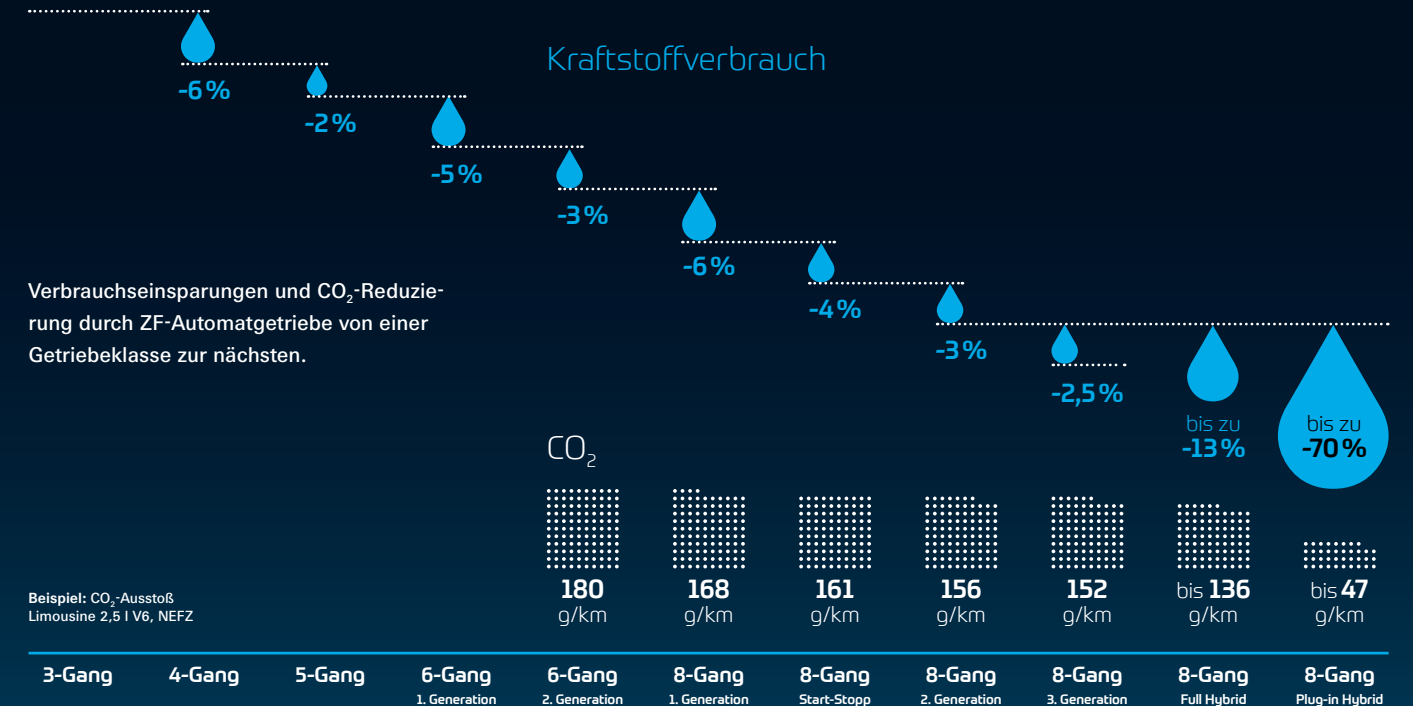 Kraftstoffverbrauch
-6 %
-2 %
-5 %
-3 %
-6 %
-4 %
-3 %
-2,5 %
bis zu
-13 %
bis zu
-70 %
Verbrauchseinsparungen und CO₂-Reduzie-
rung durch ZF-Automatgetriebe von einer
Getriebeklasse zur nächsten.
CO₂
180
g/km
168
g/km
161
g/km
156
g/km
152
g/km
bis 136
g/km
bis 47
g/km
Beispiel: CO₂-Ausstoß
Limousine 2,5 l V6, NEFZ
3-Gang
4-Gang
5-Gang
6-Gang
1. Generation
6-Gang
2. Generation
8-Gang
1. Generation
8-Gang
Start-Stopp
8-Gang
2. Generation
8-Gang
3. Generation
8-Gang
Full Hybrid
8-Gang
Plug-in Hybrid